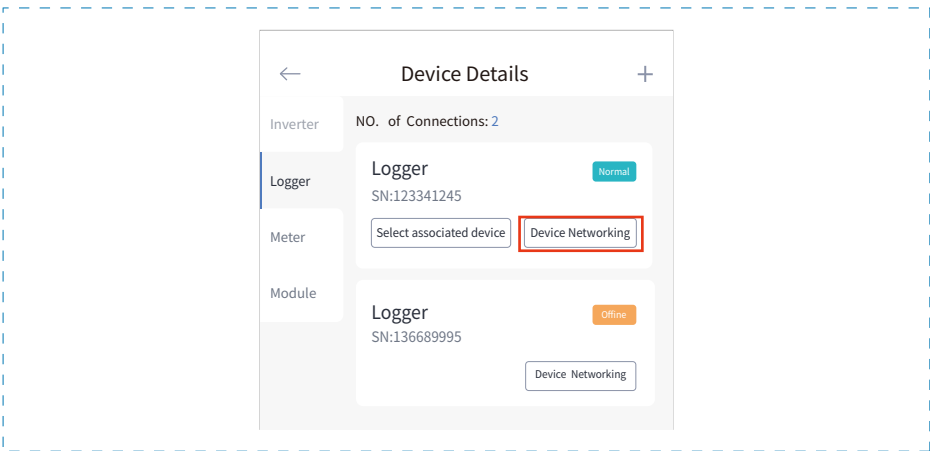 Device Details
Inverter
NO. of Connections: 2
Logger
Logger
Normal
SN:123341245
Select associated device
Device Networking
Meter
Module
Logger
Offine
SN:136689995
Device Networking